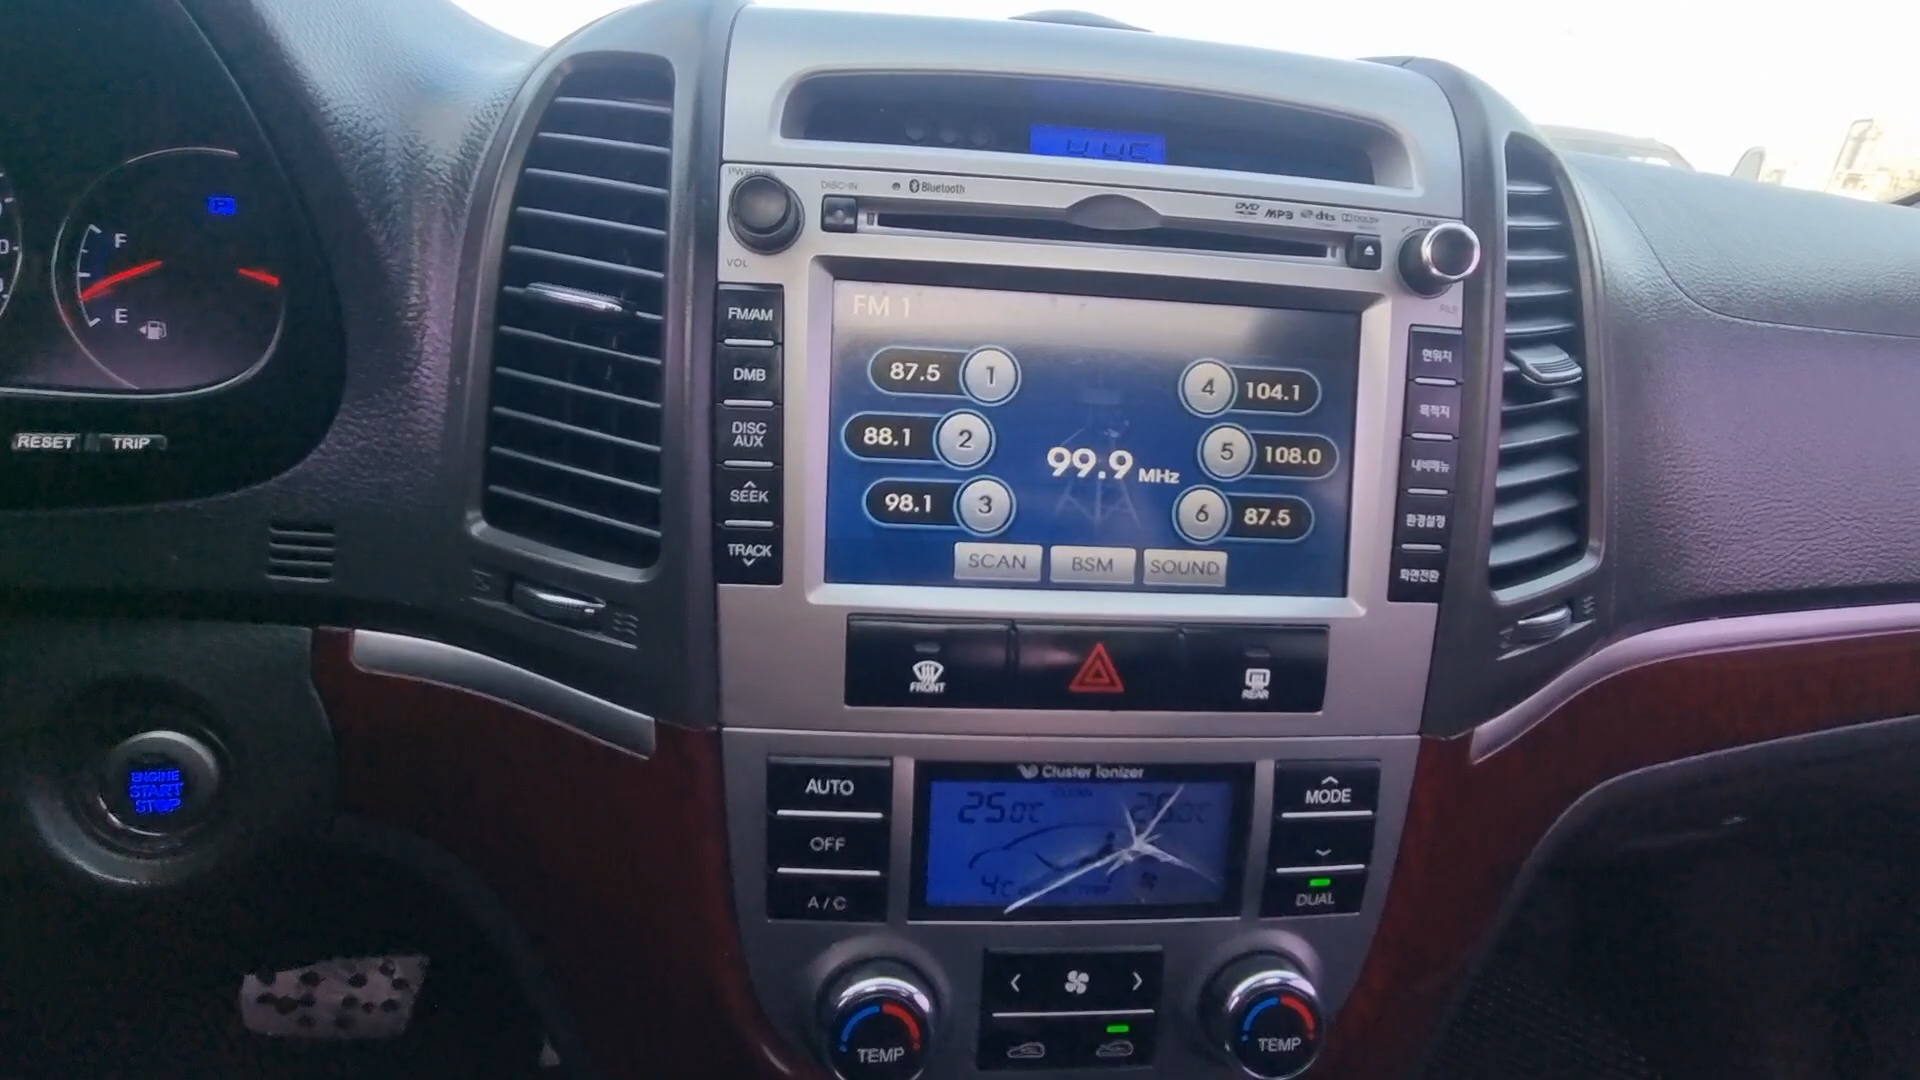 F
E
RESET TRIP
ENGINE
START
STOP
4:45
DISC-IN
Bluetooth
DVD MP3 dts
VOL
TUNE
FILE
FM/AM
DMB
DISC
AUX
SEEK
TRACK
FM 1
87.5 1
88.1 2
98.1 3
99.9 MHz
4 104.1
5 108.0
6 87.5
SCAN BSM SOUND
현위치
목적지
내비메뉴
환경설정
화면전환
FRONT
REAR
AUTO
OFF
A/C
Cluster ionizer
CLEAN
25.0℃
4℃
MODE
DUAL
TEMP
TEMP